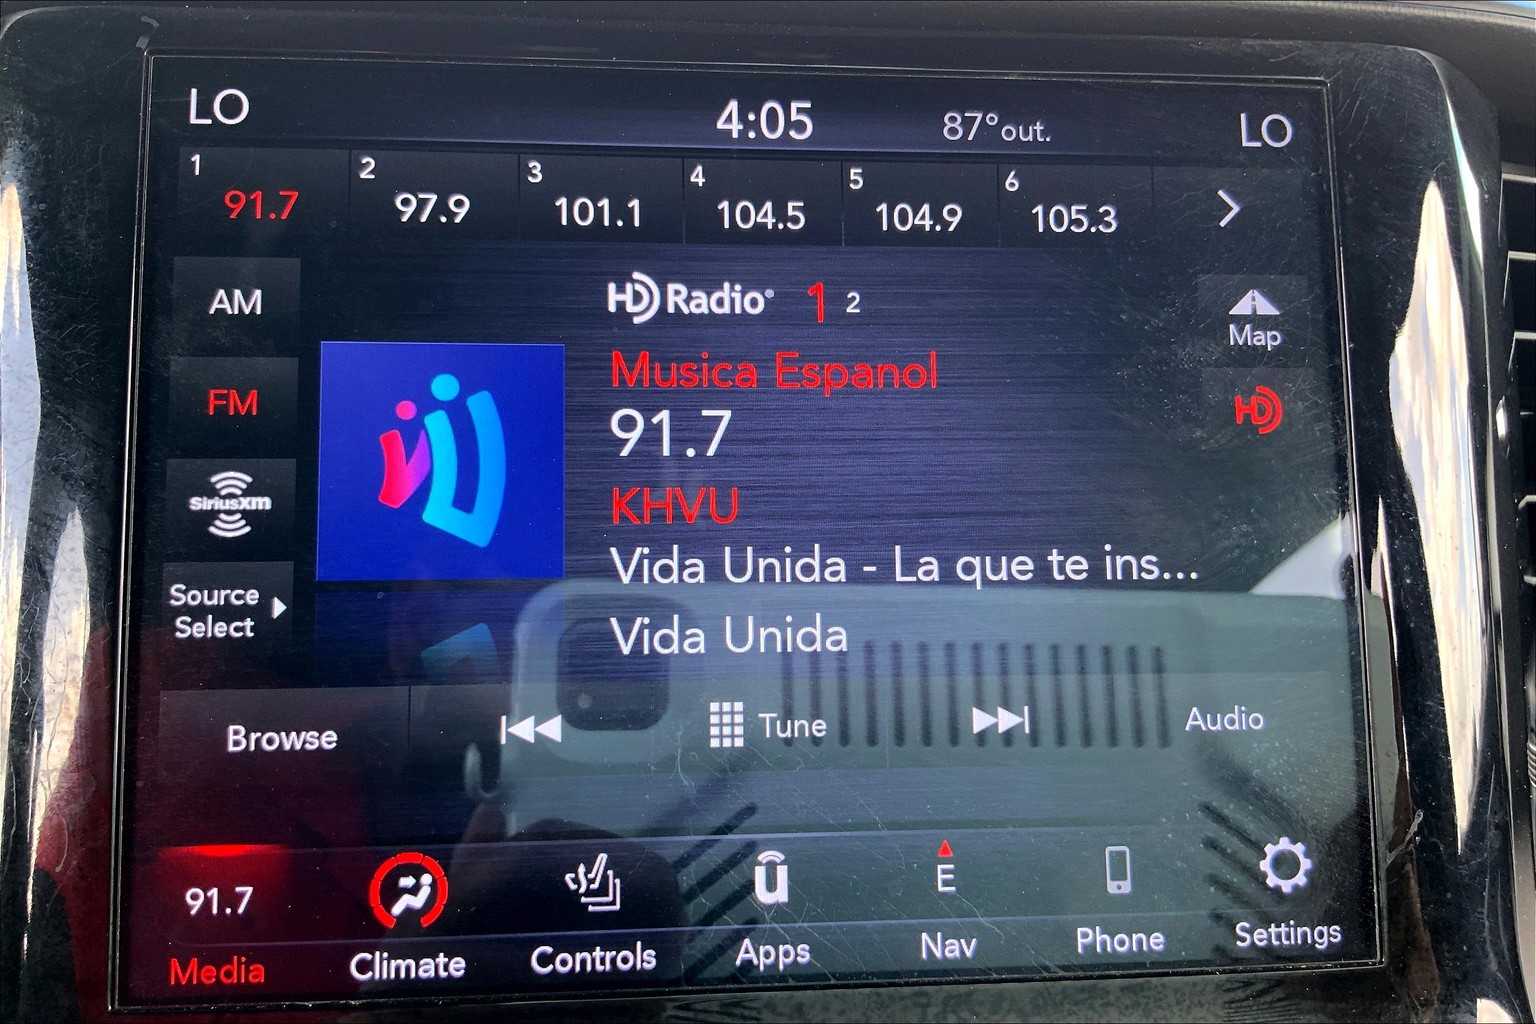 LO 4:05 87°out. LO
1 2 3 4 5 6
91.7 97.9 101.1 104.5 104.9 105.3
AM
FM
SiriusXM
Source
Select
HD Radio® 1 2
Musica Espanol
91.7
KHVU
Vida Unida - La que te ins...
Vida Unida
Map
HD
Browse Tune Audio
91.7 u E
Media Climate Controls Apps Nav Phone Settings